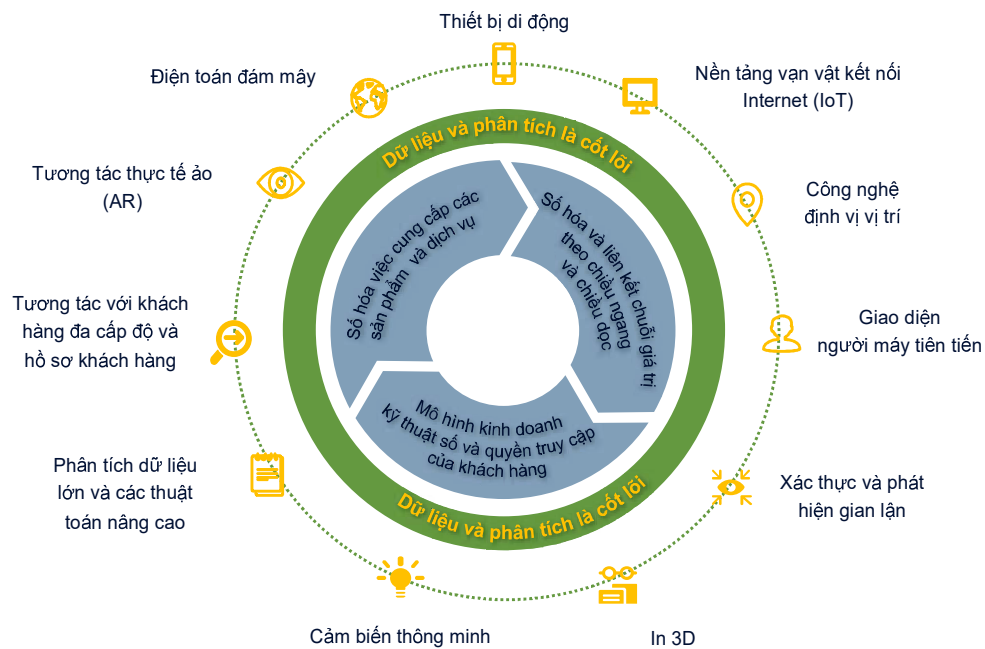 Thiết bị di động
Điện toán đám mây
Nền tảng vạn vật kết nối
Internet (IoT)
Tương tác thực tế ảo
(AR)
Công nghệ
định vị vị trí
Tương tác với khách
hàng đa cấp độ và
hồ sơ khách hàng
Giao diện
người máy tiên tiến
Phân tích dữ liệu
lớn và các thuật
toán nâng cao
Xác thực và phát
hiện gian lận
Cảm biến thông minh
In 3D
Dữ liệu và phân tích là cốt lõi
Số hóa việc cung cấp các
sản phẩm và dịch vụ
Số hóa và liên kết chuỗi giá trị
theo chiều ngang
và chiều dọc
Mô hình kinh doanh
kỹ thuật số và quyền truy cập
của khách hàng
Dữ liệu và phân tích là cốt lõi